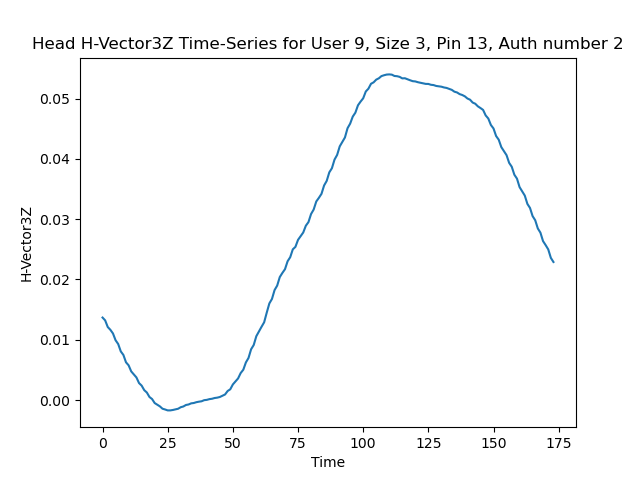 Head H-Vector3Z Time-Series for User 9, Size 3, Pin 13, Auth number 2
H-Vector3Z
0.05
0.04
0.03
0.02
0.01
0.00
0 25 50 75 100 125 150 175
Time